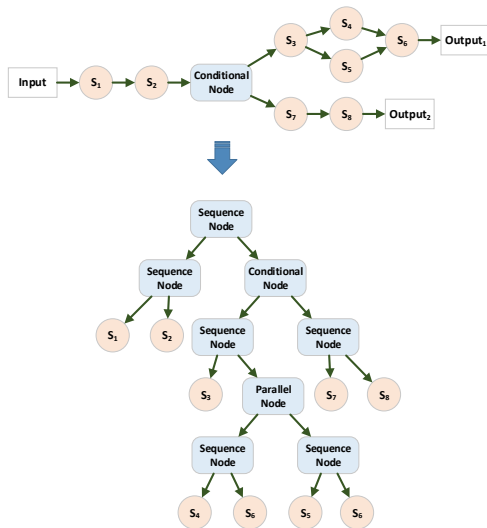 S₄
S₃
S₆
Output₁
Input
S₁
S₂
Conditional
Node
S₅
S₇
S₈
Output₂
Sequence
Node
Sequence
Node
Conditional
Node
S₁
S₂
Sequence
Node
Sequence
Node
S₃
Parallel
Node
S₇
S₈
Sequence
Node
Sequence
Node
S₄
S₆
S₅
S₆